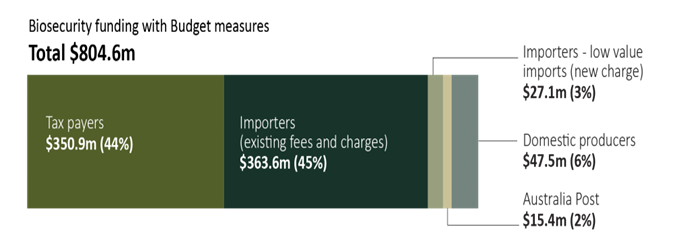 Biosecurity funding with Budget measures
Total $804.6m
Tax payers
$350.9m (44%)
Importers
(existing fees and charges)
$363.6m (45%)
Importers - low value
imports (new charge)
$27.1m (3%)
Domestic producers
$47.5m (6%)
Australia Post
$15.4m (2%)